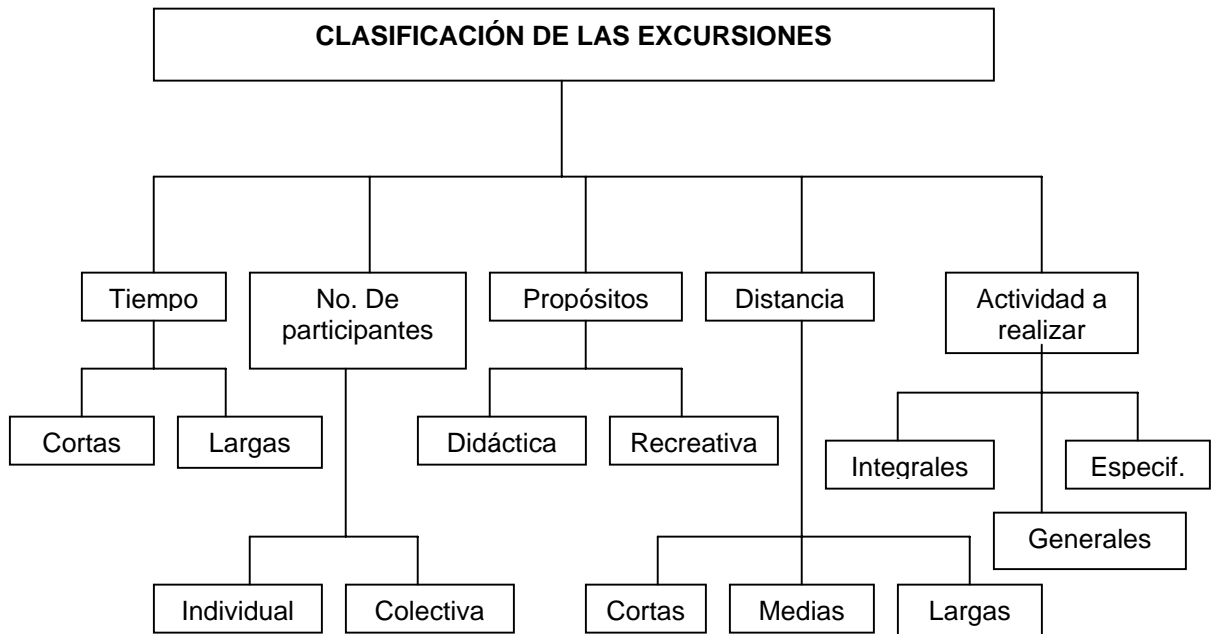 CLASIFICACIÓN DE LAS EXCURSIONES
Tiempo
No. De
participantes
Propósitos
Distancia
Actividad a
realizar
Cortas
Largas
Didáctica
Recreativa
Integrales
Especif.
Generales
Individual
Colectiva
Cortas
Medias
Largas